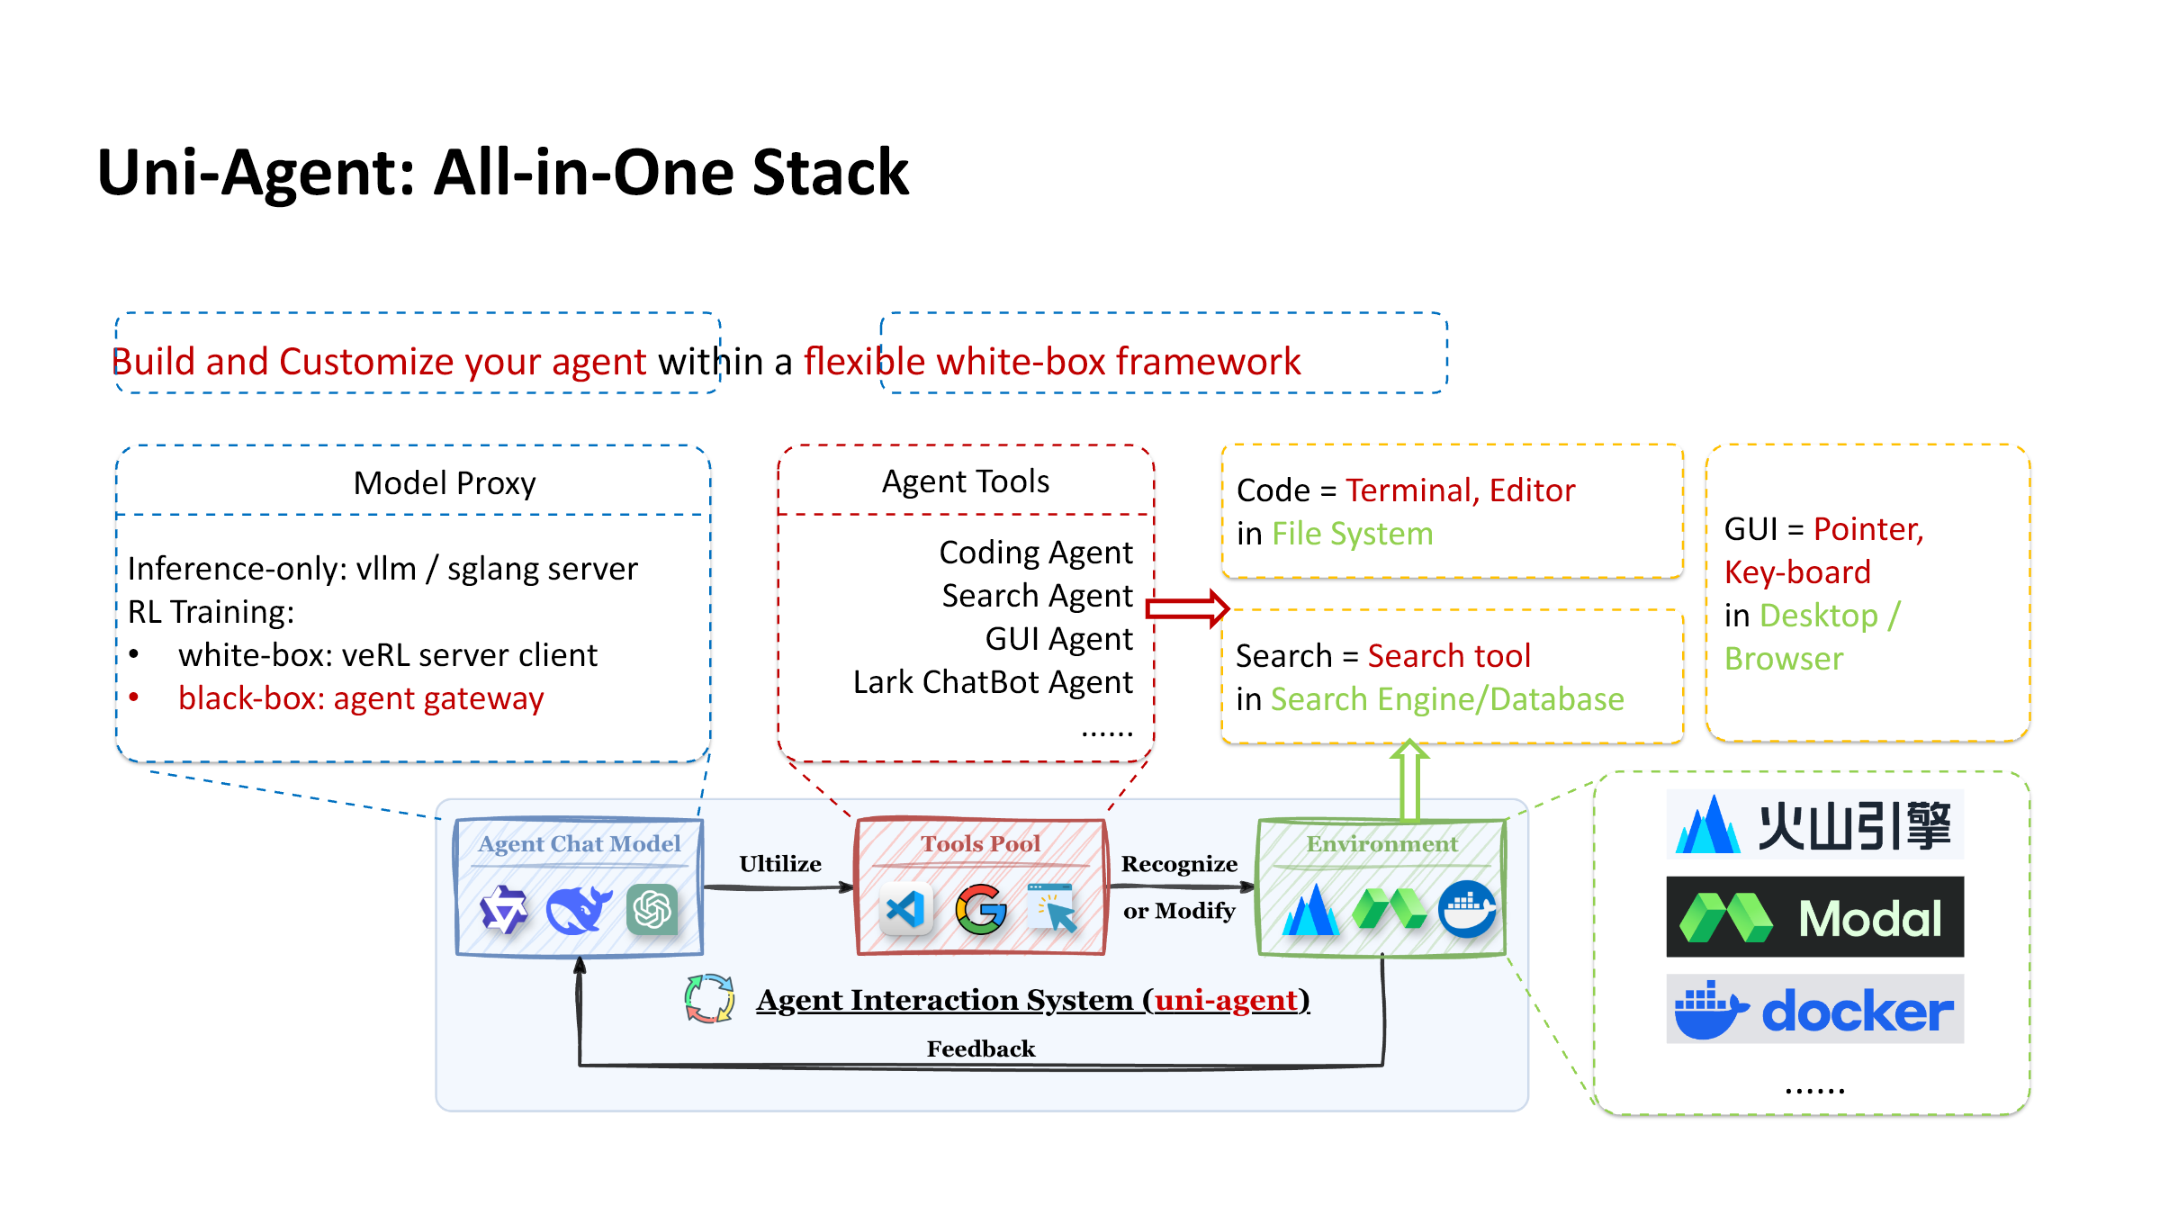 Uni-Agent: All-in-One Stack
Build and Customize your agent within a flexible white-box framework
Model Proxy
Inference-only: vllm / sglang server
RL Training:
• white-box: veRL server client
• black-box: agent gateway
Agent Tools
Coding Agent
Search Agent
GUI Agent
Lark ChatBot Agent
......
Code = Terminal, Editor
in File System
Search = Search tool
in Search Engine/Database
GUI = Pointer,
Key-board
in Desktop /
Browser
Agent Chat Model
Ultilize
Tools Pool
Recognize
or Modify
Environment
Agent Interaction System (uni-agent)
Feedback
火山引擎
Modal
docker
......